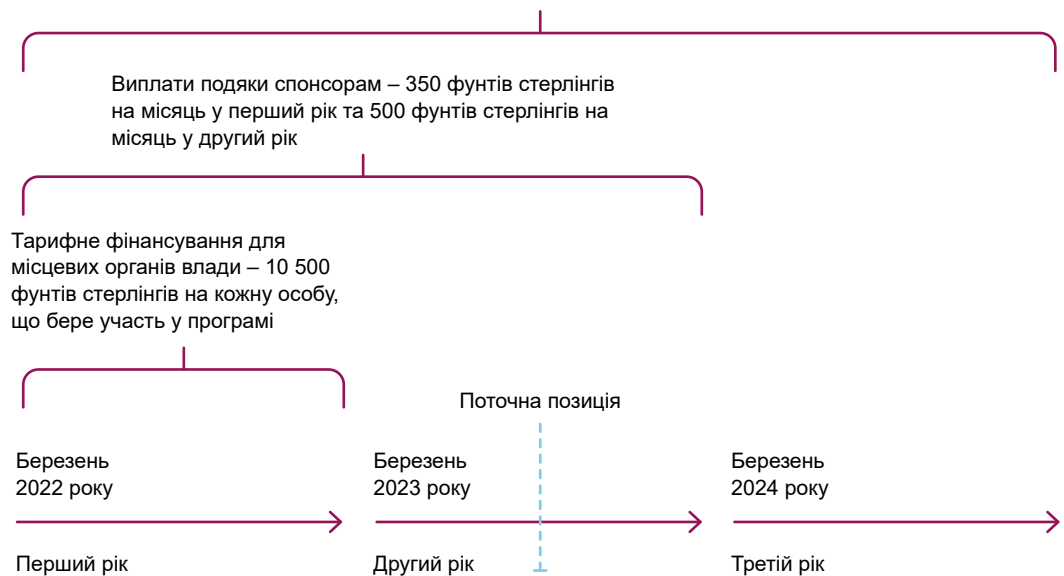 Виплати подяки спонсорам – 350 фунтів стерлінгів
на місяць у перший рік та 500 фунтів стерлінгів на
місяць у другий рік
Тарифне фінансування для
місцевих органів влади – 10 500
фунтів стерлінгів на кожну особу,
що бере участь у програмі
Поточна позиція
Березень
2022 року
Березень
2023 року
Березень
2024 року
Перший рік
Другий рік
Третій рік